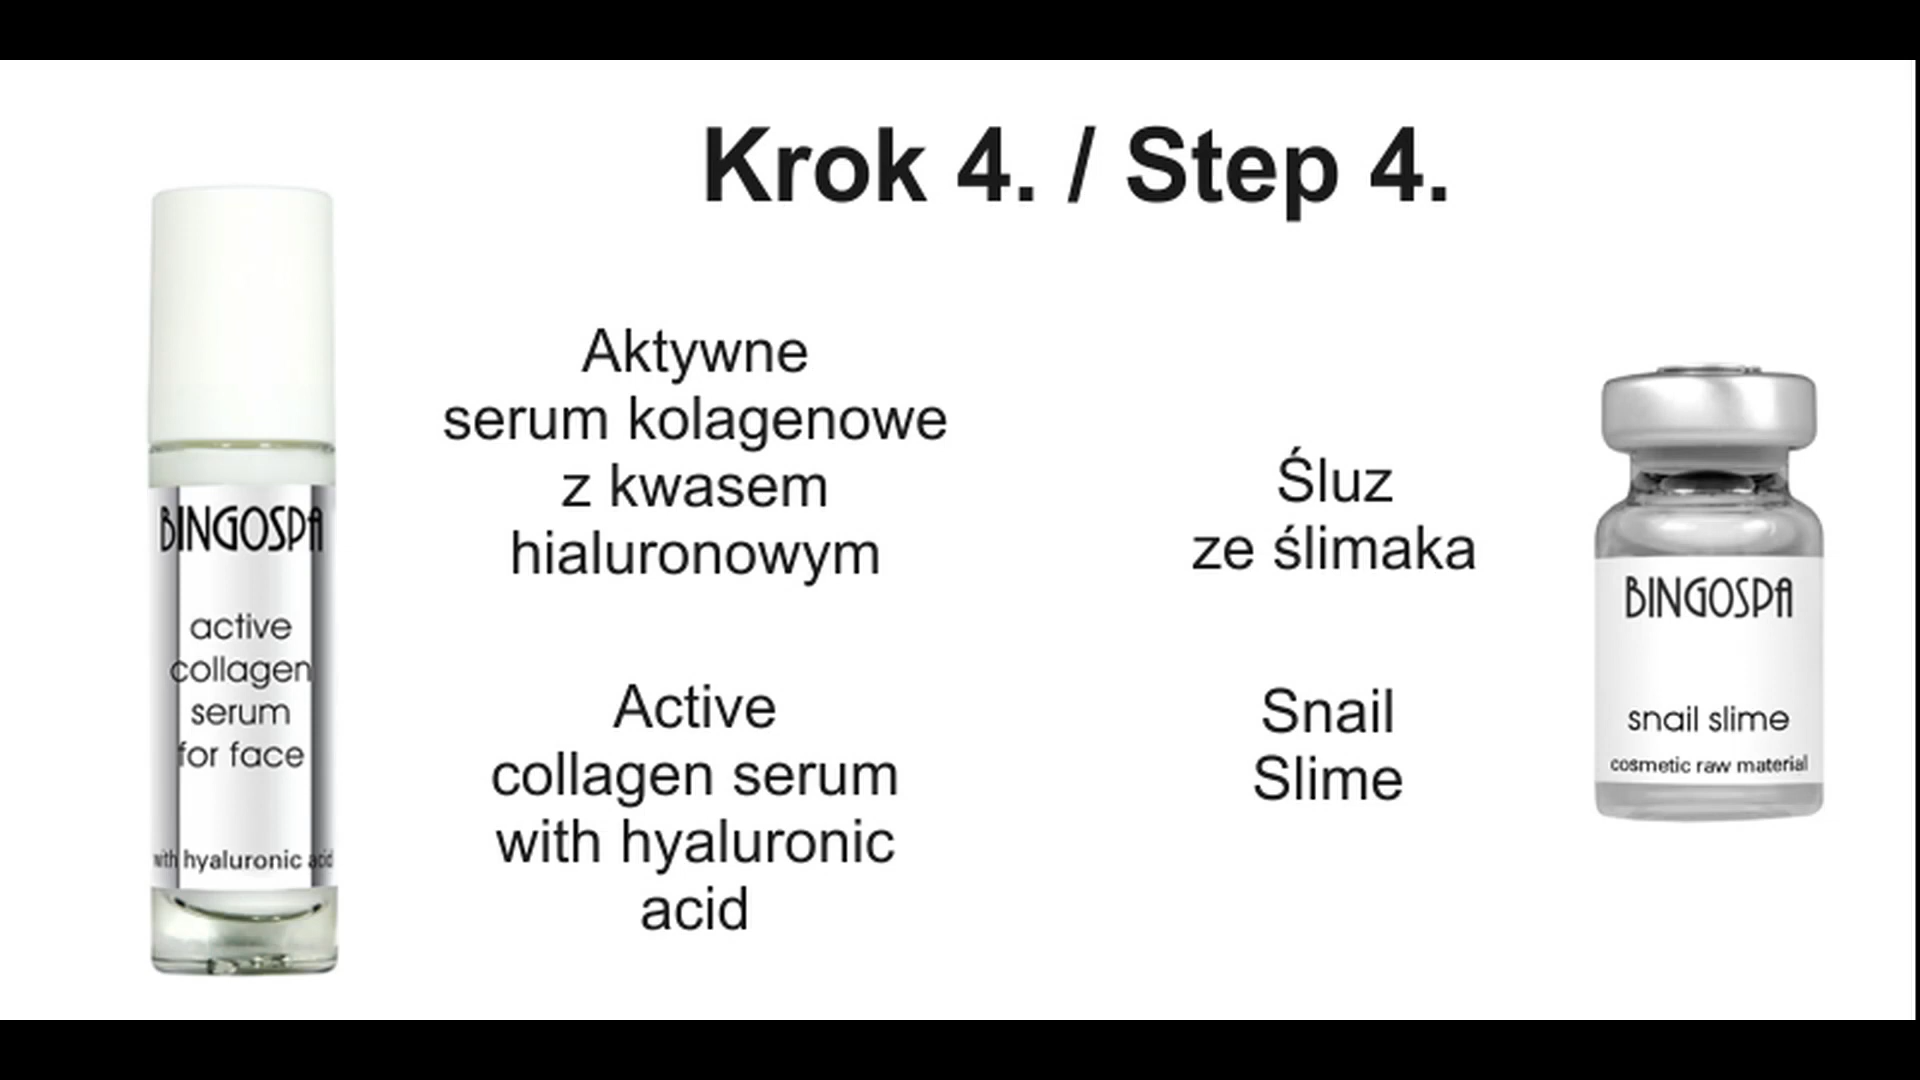 Krok 4. / Step 4.
BINGOSPA
active
collagen
serum
for face
with hyaluronic acid
Aktywne
serum kolagenowe
z kwasem
hialuronowym
Active
collagen serum
with hyaluronic
acid
Śluz
ze ślimaka
Snail
Slime
BINGOSPA
snail slime
cosmetic raw material